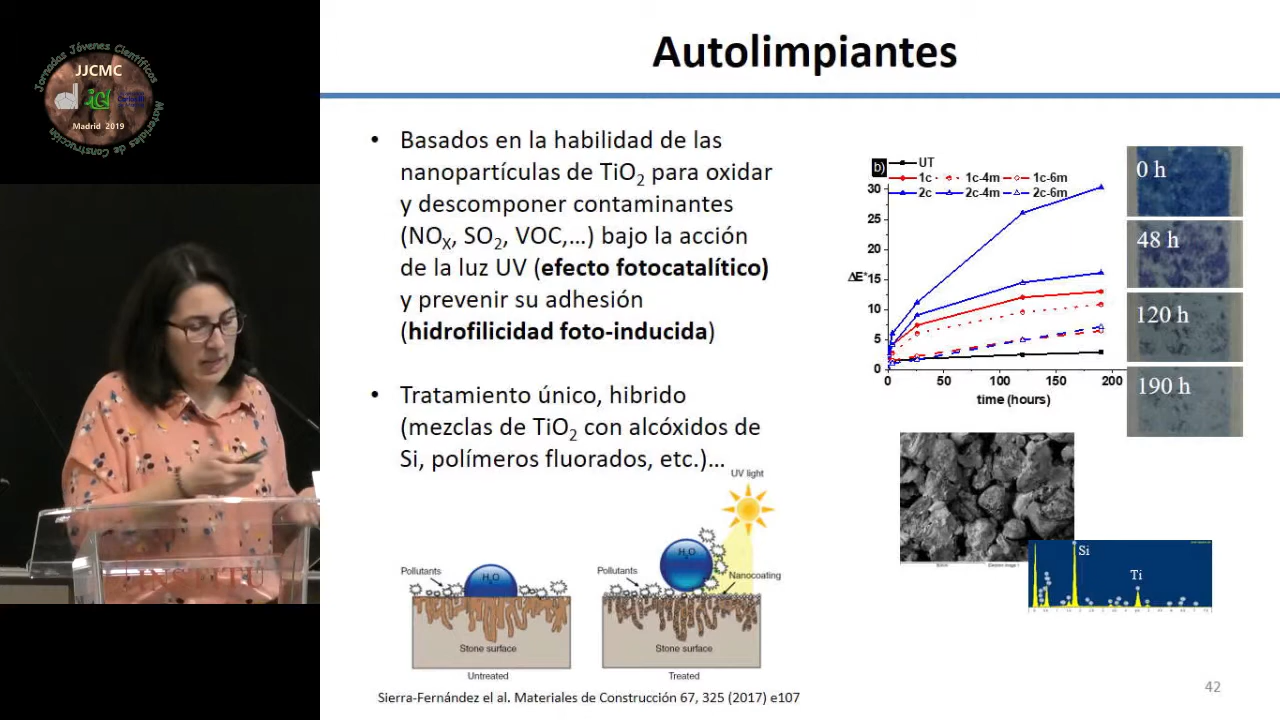 Jornadas Jóvenes Científicos
JJCMC
Madrid 2019
Materiales de Construcción
Autolimpiantes
• Basados en la habilidad de las
nanopartículas de TiO2 para oxidar
y descomponer contaminantes
(NOX, SO2, VOC,…) bajo la acción
de la luz UV (efecto fotocatalítico)
y prevenir su adhesión
(hidrofilicidad foto-inducida)
• Tratamiento único, hibrido
(mezclas de TiO2 con alcóxidos de
Si, polímeros fluorados, etc.)…
b)
UT
1c 1c-4m 1c-6m
2c 2c-4m 2c-6m
30
25
20
ΔE*15
10
5
0
0 50 100 150 200
time (hours)
0 h
48 h
120 h
190 h
Si
Ti
UV light
Pollutants
H2O
Stone surface
Untreated
Pollutants
H2O
Nanocoating
Stone surface
Treated
Sierra-Fernández el al. Materiales de Construcción 67, 325 (2017) e107
42